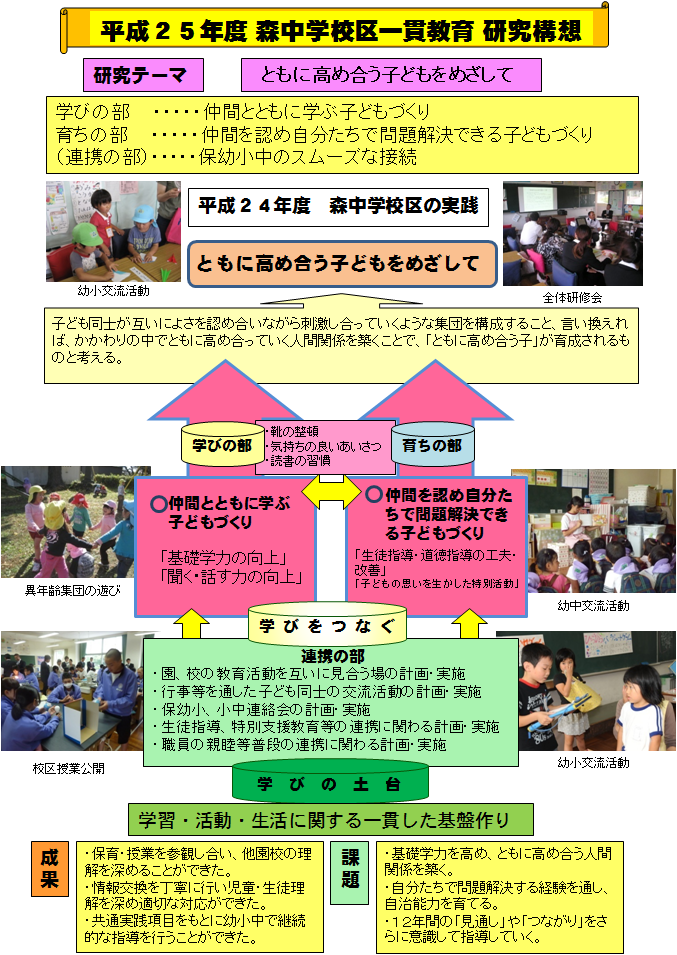 平成２５年度 森中学校区一貫教育 研究構想
研究テーマ
ともに高め合う子どもをめざして
学びの部　・・・・・仲間とともに学ぶ子どもづくり
育ちの部　・・・・・仲間を認め自分たちで問題解決できる子どもづくり
（連携の部）・・・・・保幼小中のスムーズな接続
平成２４年度　森中学校区の実践
ともに高め合う子どもをめざして
幼小交流活動
全体研修会
子ども同士が互いによさを認め合いながら刺激し合っていくような集団を構成すること、言い換えれ
ば、かかわりの中でともに高め合っていく人間関係を築くことで、「ともに高め合う子」が育成されるも
のと考える。
学びの部
・靴の整頓
・気持ちの良いあいさつ
・読書の習慣
育ちの部
○仲間とともに学ぶ
子どもづくり
「基礎学力の向上」
「聞く・話す力の向上」
○仲間を認め自分た
ちで問題解決でき
る子どもづくり
「生徒指導・道徳指導の工夫・
改善」
「子どもの思いを生かした特別活動」
異年齢集団の遊び
幼中交流活動
学 び を つ な ぐ
連携の部
・園、校の教育活動を互いに見合う場の計画・実施
・行事等を通した子ども同士の交流活動の計画・実施
・保幼小、小中連絡会の計画・実施
・生徒指導、特別支援教育等の連携に関わる計画・実施
・職員の親睦等普段の連携に関わる計画・実施
校区授業公開
幼小交流活動
学 び の 土 台
学習・活動・生活に関する一貫した基盤作り
成果
・保育・授業を参観し合い、他園校の理
解を深めることができた。
・情報交換を丁寧に行い児童・生徒理
解を深め適切な対応ができた。
・共通実践項目をもとに幼小中で継続
的な指導を行うことができた。
課題
・基礎学力を高め、ともに高め合う人間
関係を築く。
・自分たちで問題解決する経験を通し、
自治能力を育てる。
・１２年間の「見通し」や「つながり」をさ
らに意識して指導していく。